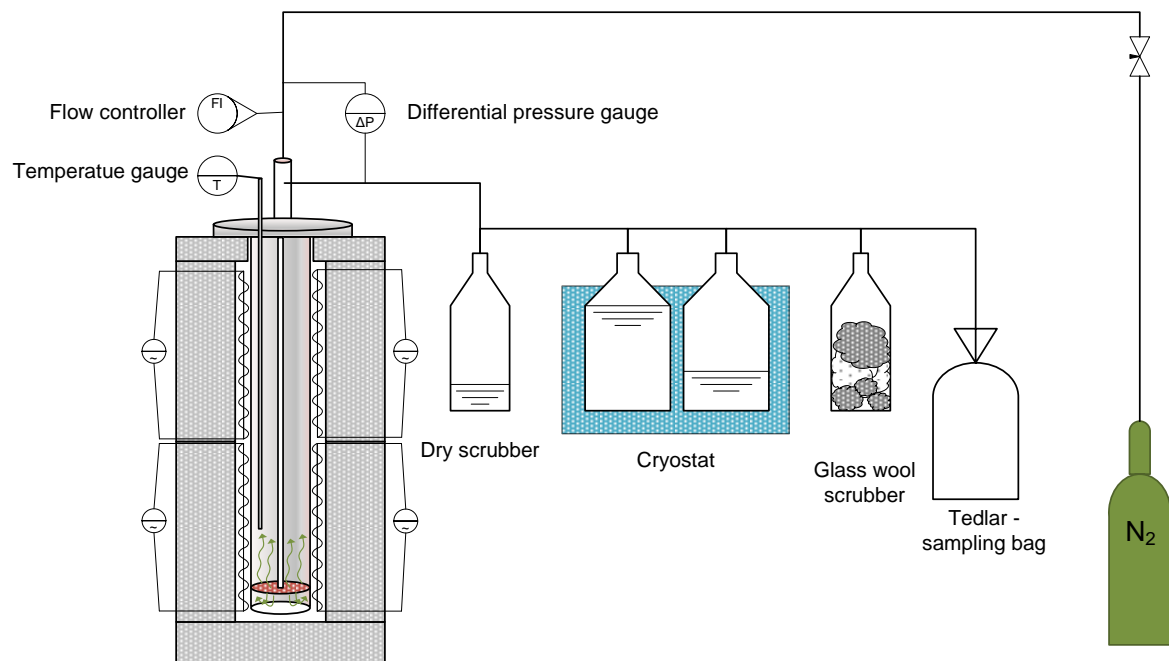 Flow controller
FI
ΔP
Differential pressure gauge
Temperatue gauge
T
~
~
~
~
Dry scrubber
Cryostat
Glass wool
scrubber
Tedlar -
sampling bag
N₂